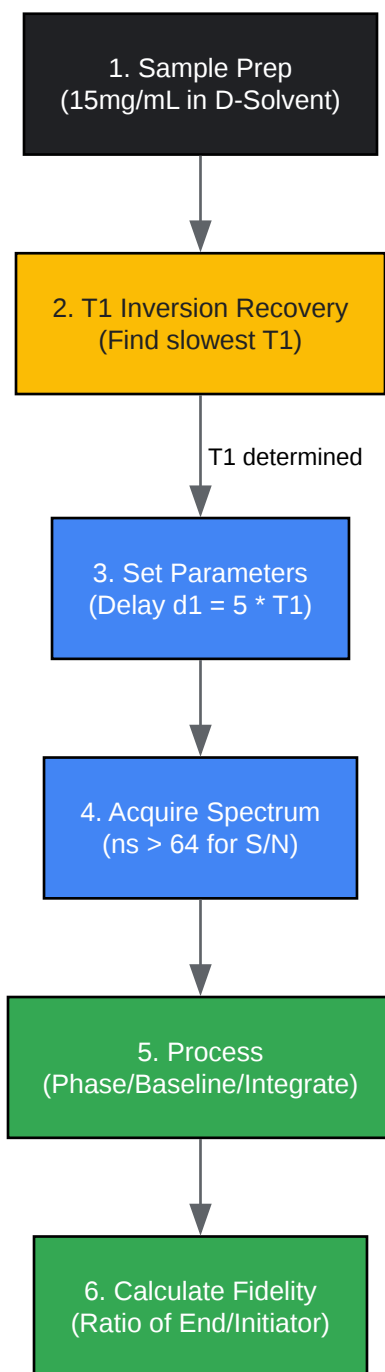 1. Sample Prep
(15mg/mL in D-Solvent)
2. T1 Inversion Recovery
(Find slowest T1)
T1 determined
3. Set Parameters
(Delay d1 = 5 * T1)
4. Acquire Spectrum
(ns > 64 for S/N)
5. Process
(Phase/Baseline/Integrate)
6. Calculate Fidelity
(Ratio of End/Initiator)